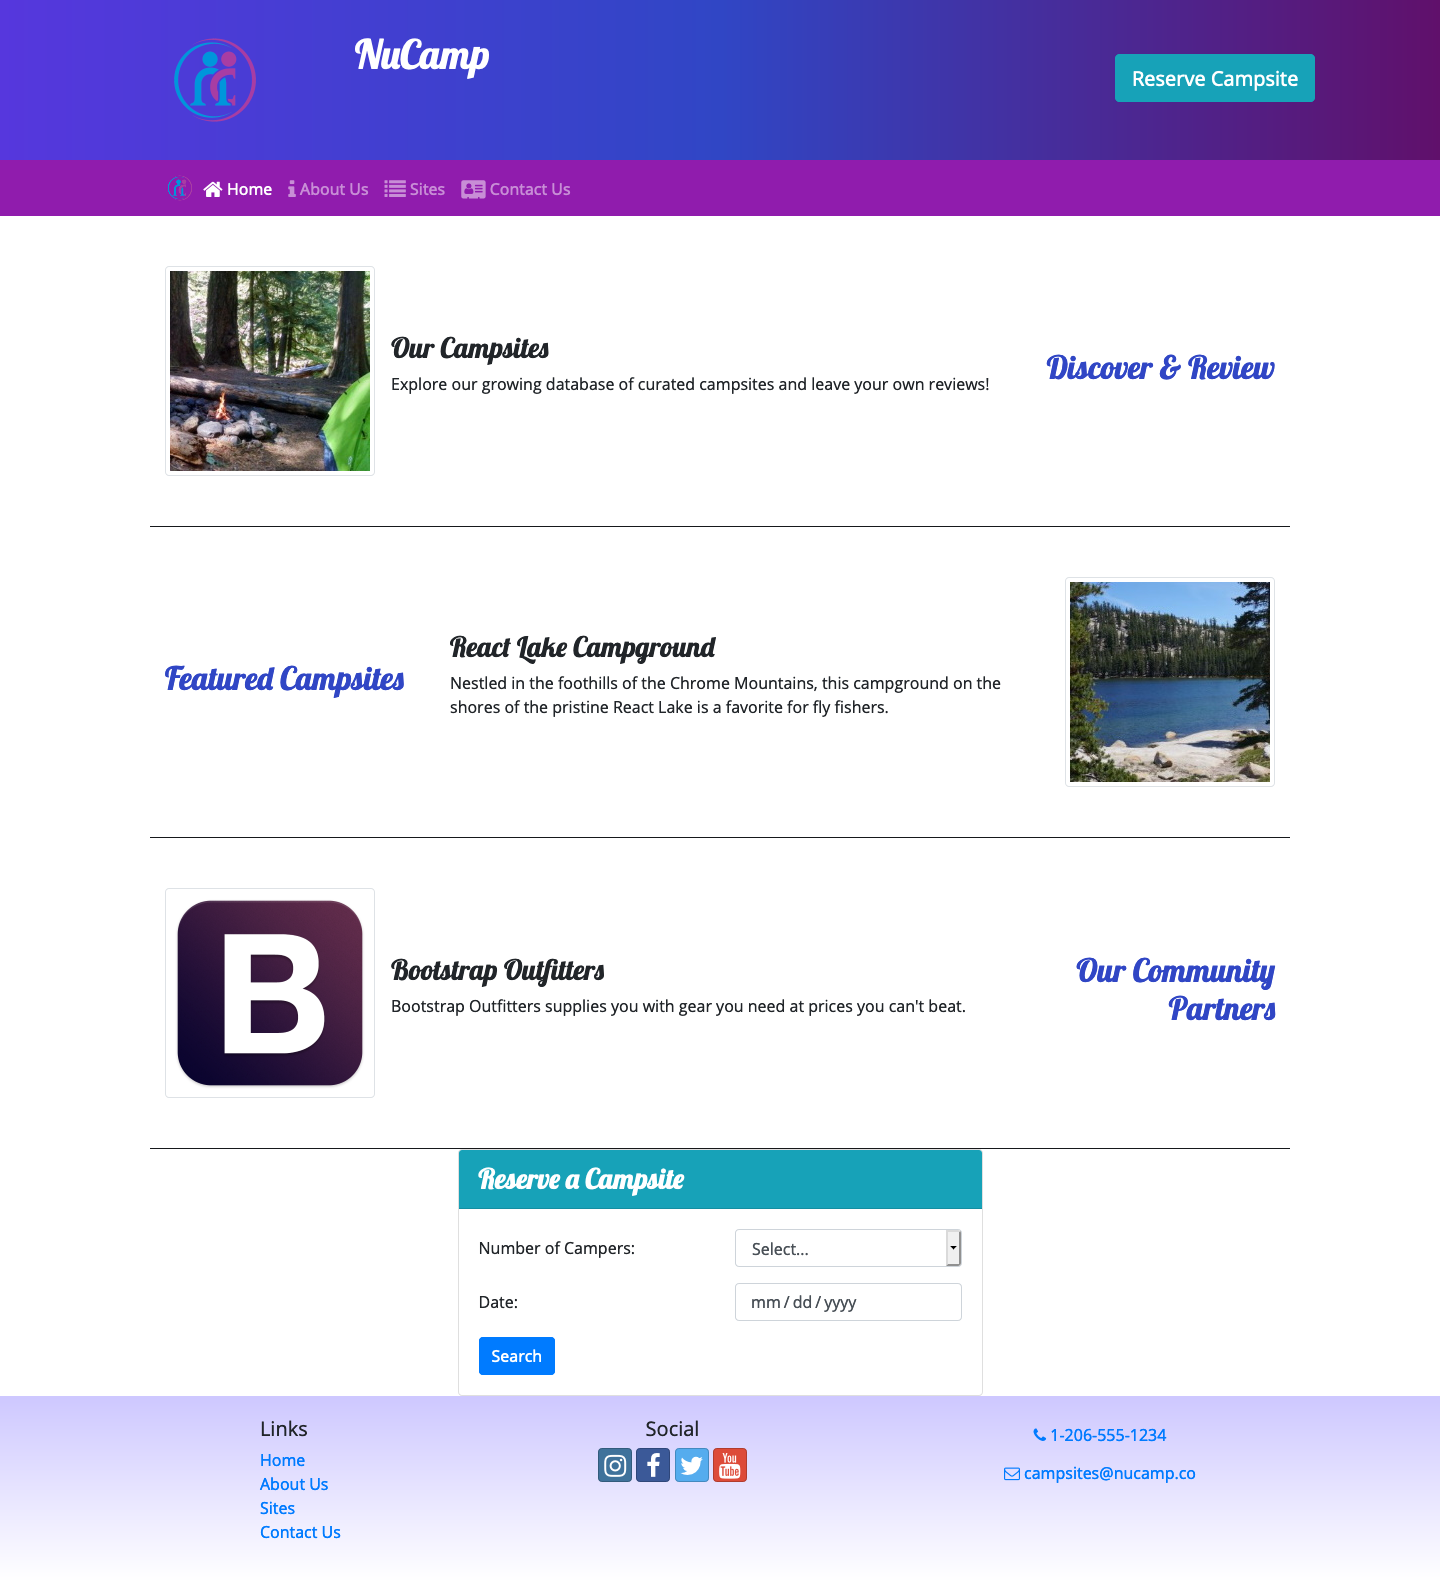 NuCamp
Reserve Campsite
Home About Us Sites Contact Us
Our Campsites
Explore our growing database of curated campsites and leave your own reviews!
Discover & Review
Featured Campsites
React Lake Campground
Nestled in the foothills of the Chrome Mountains, this campground on the
shores of the pristine React Lake is a favorite for fly fishers.
B
Bootstrap Outfitters
Bootstrap Outfitters supplies you with gear you need at prices you can't beat.
Our Community
Partners
Reserve a Campsite
Number of Campers:
Select...
Date:
mm/dd/yyyy
Search
Links
Home
About Us
Sites
Contact Us
Social
You
Tube
1-206-555-1234
campsites@nucamp.co